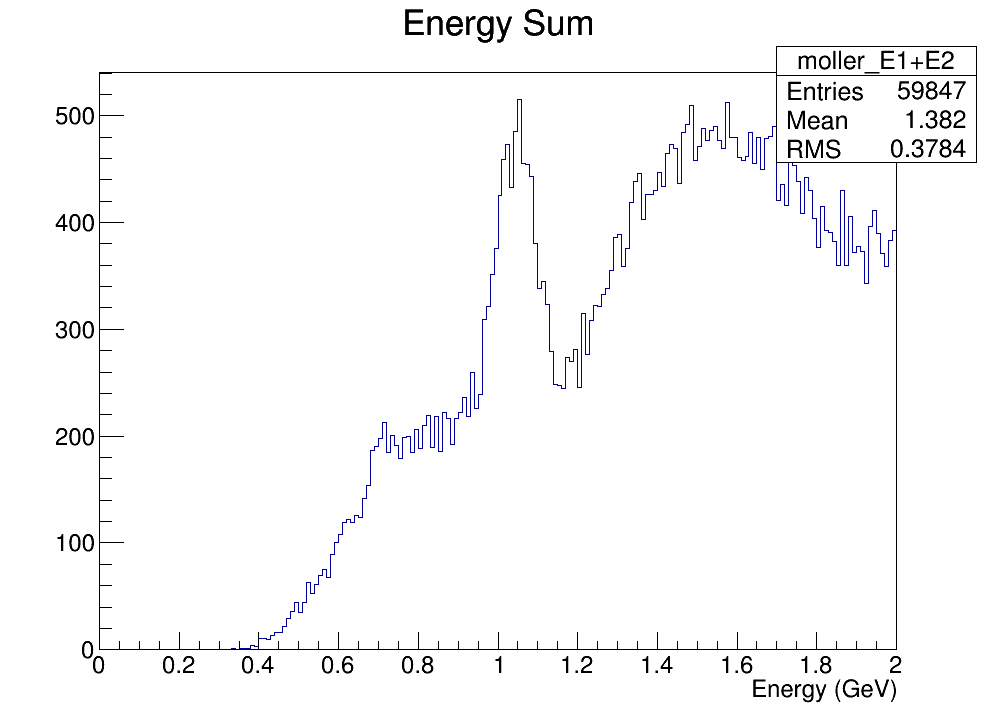 Energy Sum
moller_E1+E2
Entries 59847
Mean 1.382
RMS 0.3784
500
400
300
200
100
0
0 0.2 0.4 0.6 0.8 1 1.2 1.4 1.6 1.8 2
Energy (GeV)